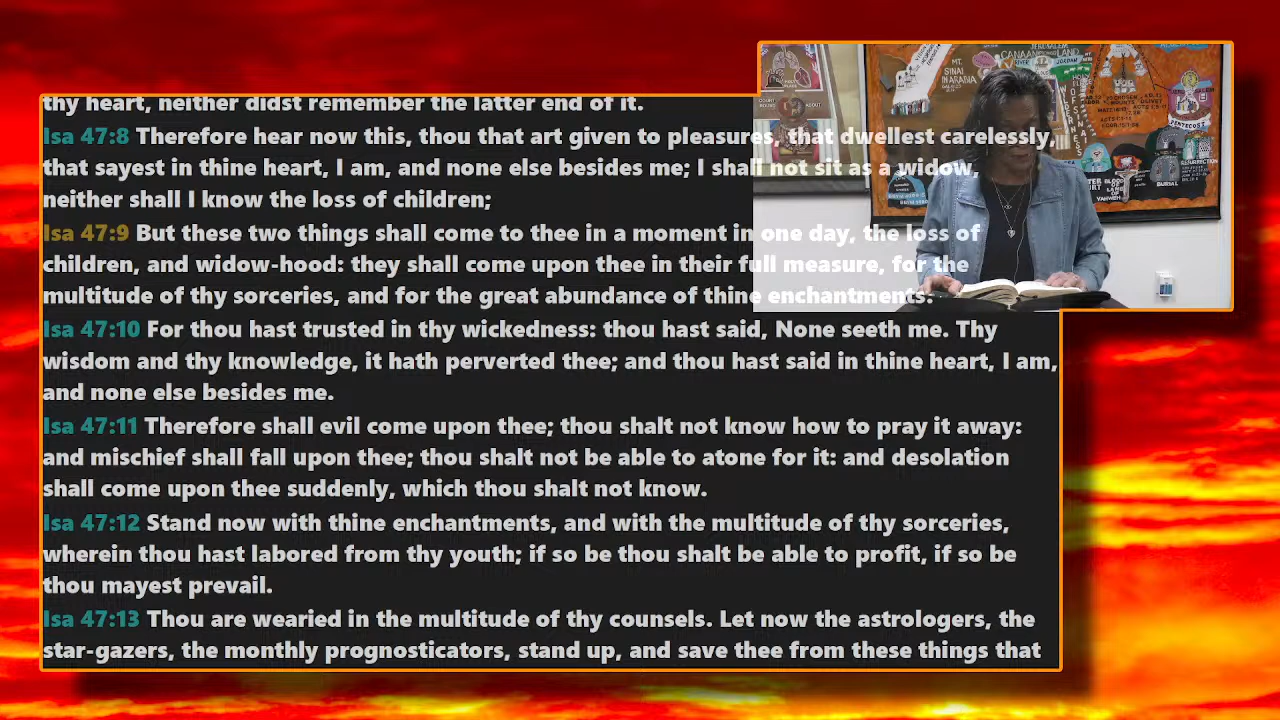 thy heart, neither didst remember the latter end of it.
Isa 47:8 Therefore hear now this, thou that art given to pleasures, that dwellest carelessly,
that sayest in thine heart, I am, and none else besides me; I shall not sit as a widow,
neither shall I know the loss of children;
Isa 47:9 But these two things shall come to thee in a moment in one day, the loss of
children, and widow-hood: they shall come upon thee in their full measure, for the
multitude of thy sorceries, and for the great abundance of thine enchantments.
Isa 47:10 For thou hast trusted in thy wickedness: thou hast said, None seeth me. Thy
wisdom and thy knowledge, it hath perverted thee; and thou hast said in thine heart, I am,
and none else besides me.
Isa 47:11 Therefore shall evil come upon thee; thou shalt not know how to pray it away:
and mischief shall fall upon thee; thou shalt not be able to atone for it: and desolation
shall come upon thee suddenly, which thou shalt not know.
Isa 47:12 Stand now with thine enchantments, and with the multitude of thy sorceries,
wherein thou hast labored from thy youth; if so be thou shalt be able to profit, if so be
thou mayest prevail.
Isa 47:13 Thou are wearied in the multitude of thy counsels. Let now the astrologers, the
star-gazers, the monthly prognosticators, stand up, and save thee from these things that
JERUSALEM
CANAAN LAND
RIVER JORDAN
MT.
SINAI
IN ARABIA
PENTECOST
RESURRECTION
BURIAL
YAHWEH